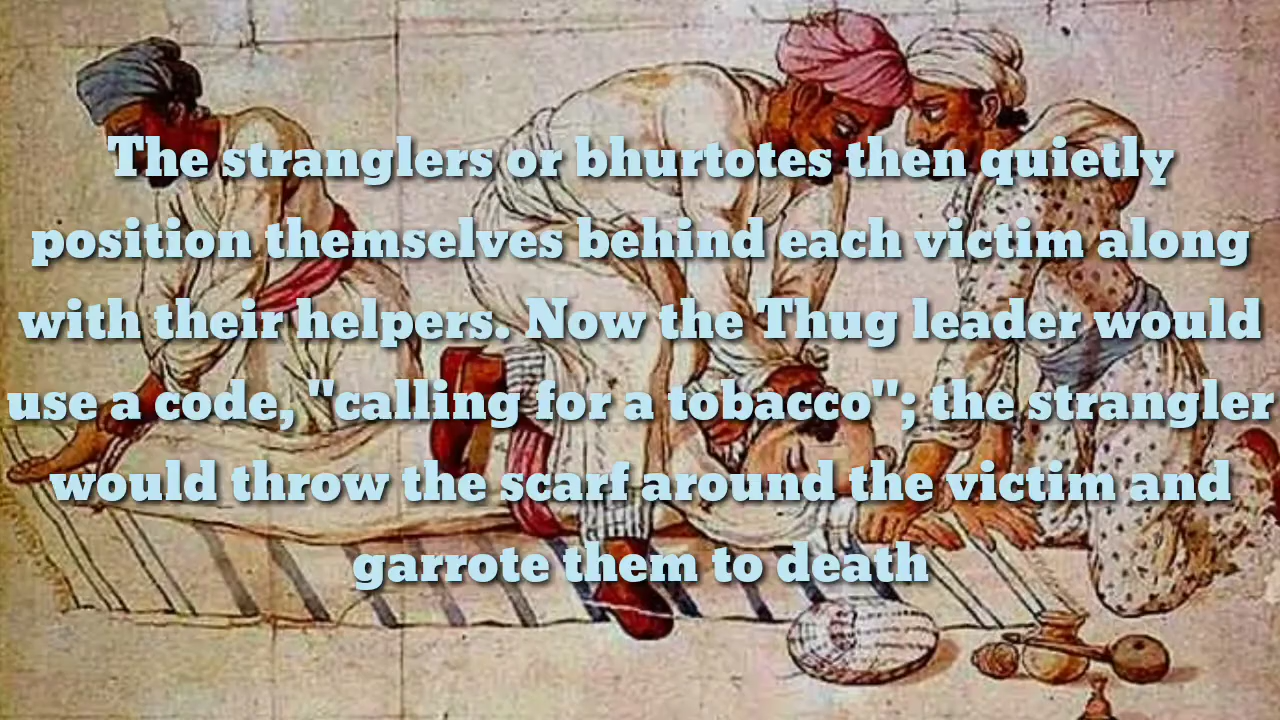 The stranglers or bhurtotes then quietly
position themselves behind each victim along
with their helpers. Now the Thug leader would
use a code, "calling for a tobacco"; the strangler
would throw the scarf around the victim and
garrote them to death